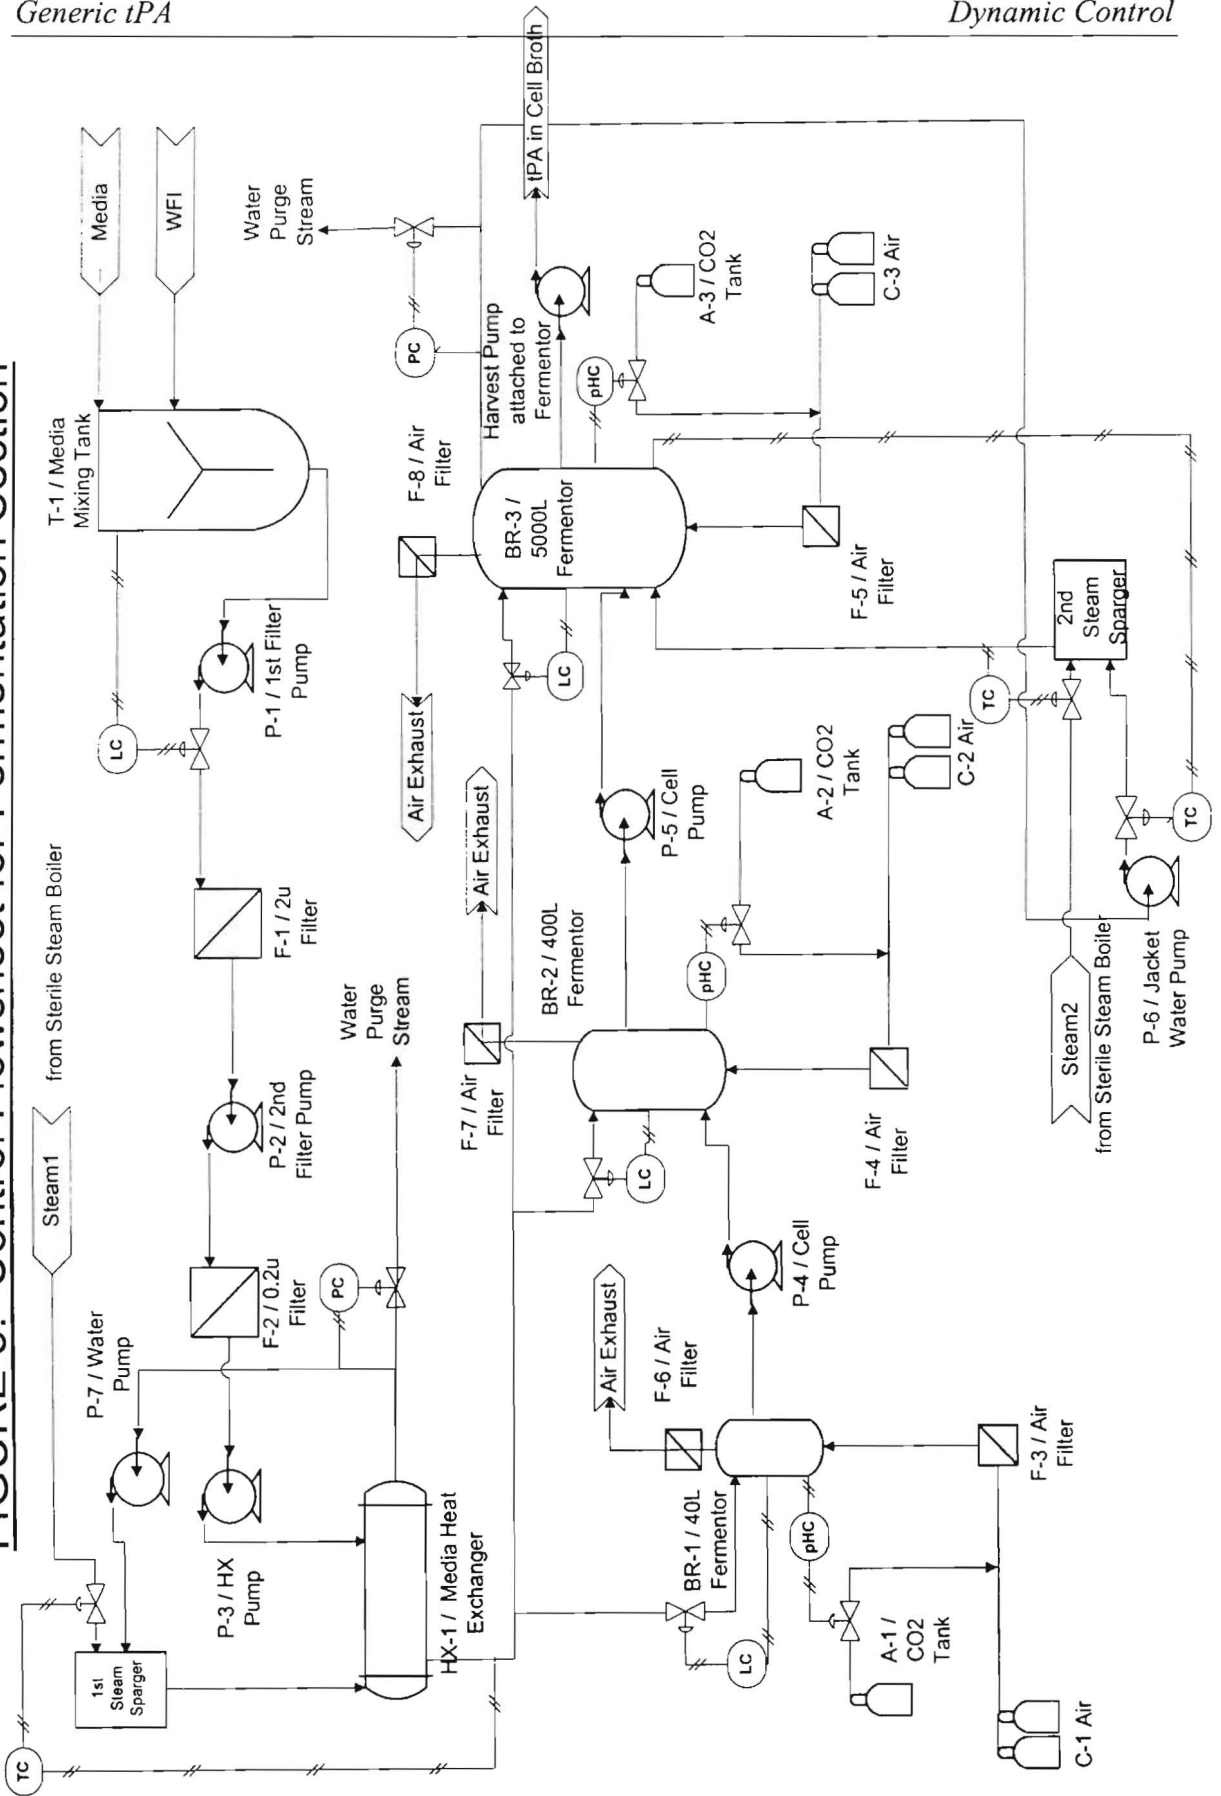 Generic tPA
Dynamic Control
FIGURE : Control Flowsheet for Fermentation Section
Media
WFI
T-1 / Media
Mixing Tank
LC
P-1 / 1st Filter
Pump
F-1 / 2u
Filter
P-2 / 2nd
Filter Pump
F-2 / 0.2u
Filter
Steam1
from Sterile Steam Boiler
P-7 / Water
Pump
P-3 / HX
Pump
1st
Steam
Sparger
TC
HX-1 / Media Heat
Exchanger
PC
Water
Purge
Stream
BR-1 / 40L
Fermentor
LC
pHC
A-1 /
CO2
Tank
C-1 Air
F-3 / Air
Filter
F-6 / Air
Filter
Air Exhaust
P-4 / Cell
Pump
BR-2 / 400L
Fermentor
LC
pHC
F-7 / Air
Filter
Air Exhaust
F-4 / Air
Filter
A-2 / CO2
Tank
C-2 Air
P-5 / Cell
Pump
BR-3 /
5000L
Fermentor
LC
pHC
F-8 / Air
Filter
Air Exhaust
F-5 / Air
Filter
A-3 / CO2
Tank
C-3 Air
Harvest Pump
attached to
Fermentor
tPA in Cell Broth
PC
Water
Purge
Stream
2nd
Steam
Sparger
TC
TC
P-6 / Jacket
Water Pump
Steam2
from Sterile Steam Boiler